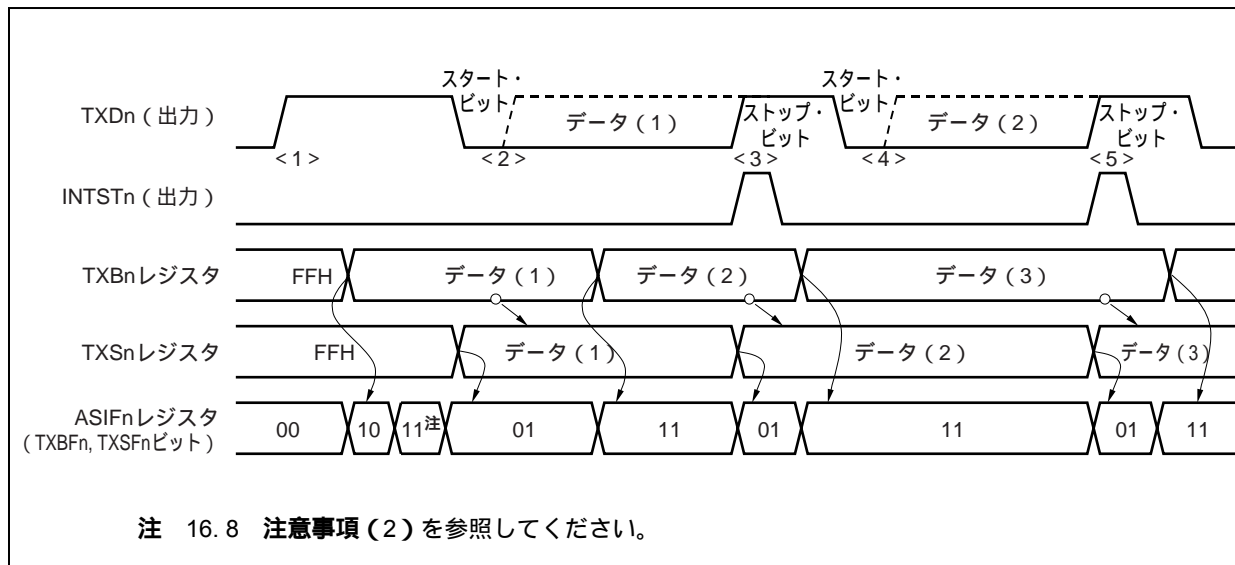 スタート・
ビット
スタート・
ビット
TXDn（出力）
データ（1）
ストップ・
ビット
データ（2）
ストップ・
ビット
<1>
<2>
<3>
<4>
<5>
INTSTn（出力）
TXBnレジスタ
FFH
データ（1）
データ（2）
データ（3）
TXSnレジスタ
FFH
データ（1）
データ（2）
データ（3）
ASIFnレジスタ
（TXBFn, TXSFnビット）
00
10
11注
01
11
01
11
01
11
注 16. 8 注意事項（2）を参照してください。